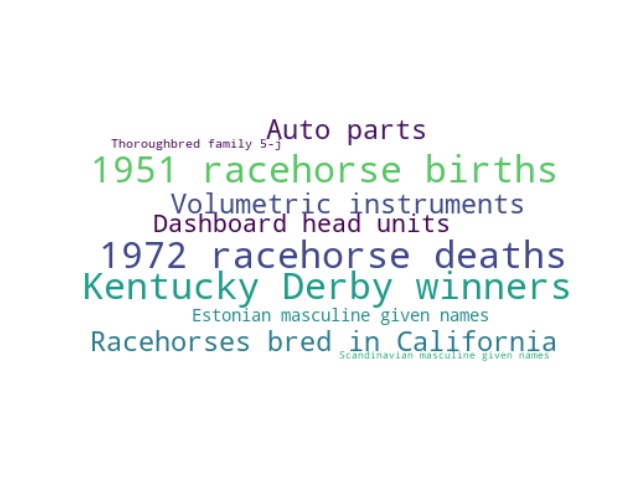 Auto parts
Thoroughbred family 5-j
1951 racehorse births
Volumetric instruments
Dashboard head units
1972 racehorse deaths
Kentucky Derby winners
Estonian masculine given names
Racehorses bred in California
Scandinavian masculine given names